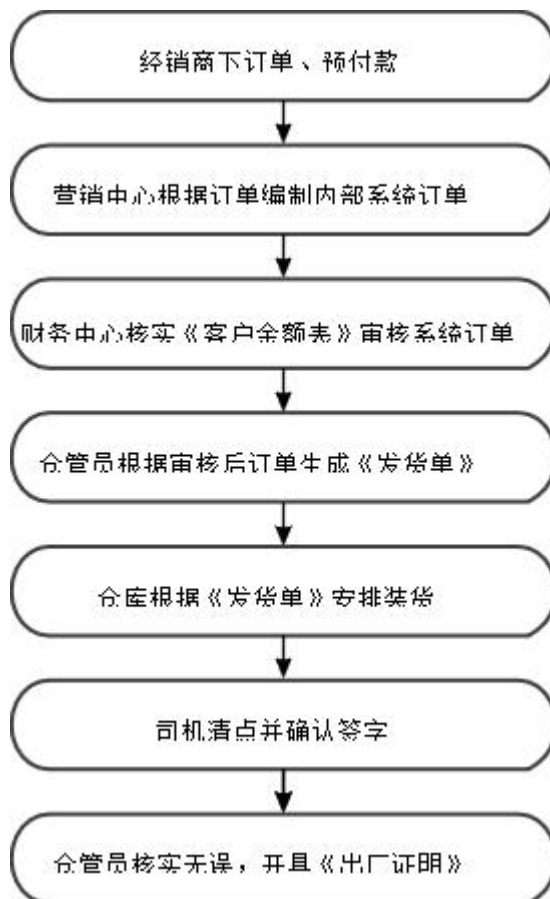 经销商下订单、预付款
营销中心根据订单编制内部系统订单
财务中心核实《客户余额表》审核系统订单
仓管员根据审核后订单生成《发货单》
仓库根据《发货单》安排装货
司机清点并确认签字
仓管员核实无误，开具《出厂证明》